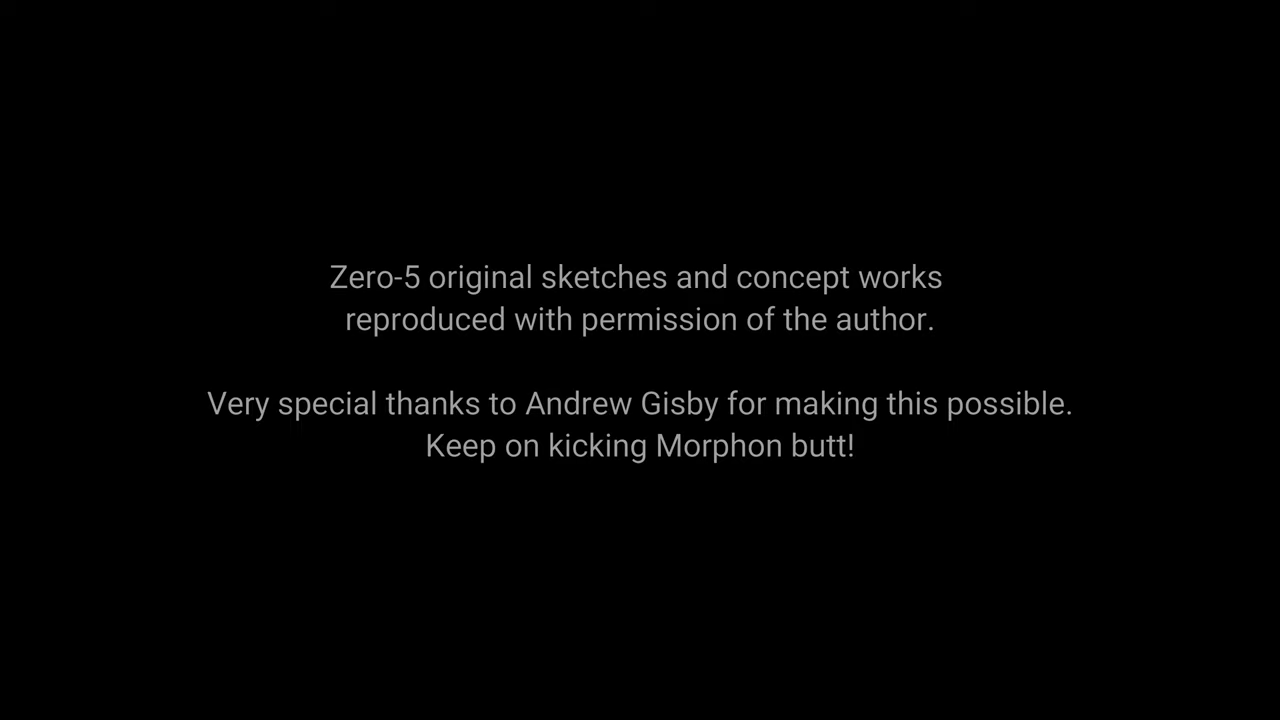 Zero-5 original sketches and concept works
reproduced with permission of the author.
Very special thanks to Andrew Gisby for making this possible.
Keep on kicking Morphon butt!